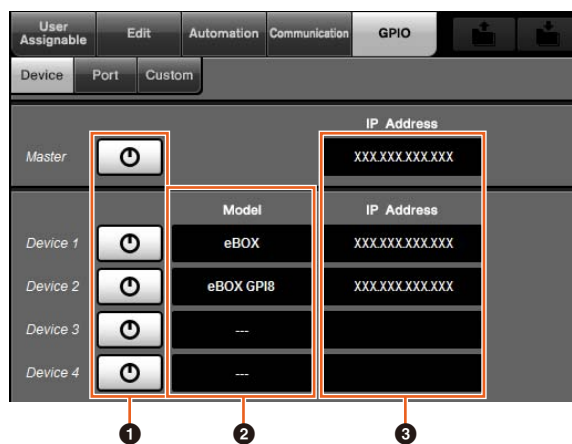 User
Assignable
Edit
Automation
Communication
GPIO
Device
Port
Custom
IP Address
Master
XXX.XXX.XXX.XXX
Model
IP Address
Device 1
eBOX
XXX.XXX.XXX.XXX
Device 2
eBOX GPI8
XXX.XXX.XXX.XXX
Device 3
---
Device 4
---
1
2
3